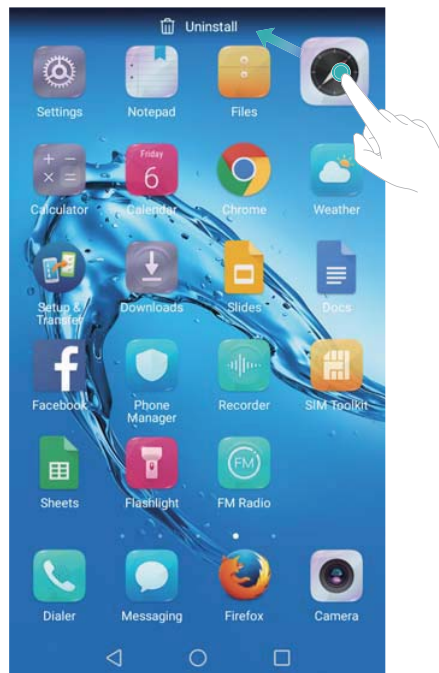 Uninstall
Settings Notepad Files
Friday
6
Calculator Calendar Chrome Weather
Setup &
Transfer Downloads Slides Docs
Facebook Phone
Manager Recorder SIM Toolkit
FM
Sheets Flashlight FM Radio
Dialer Messaging Firefox Camera